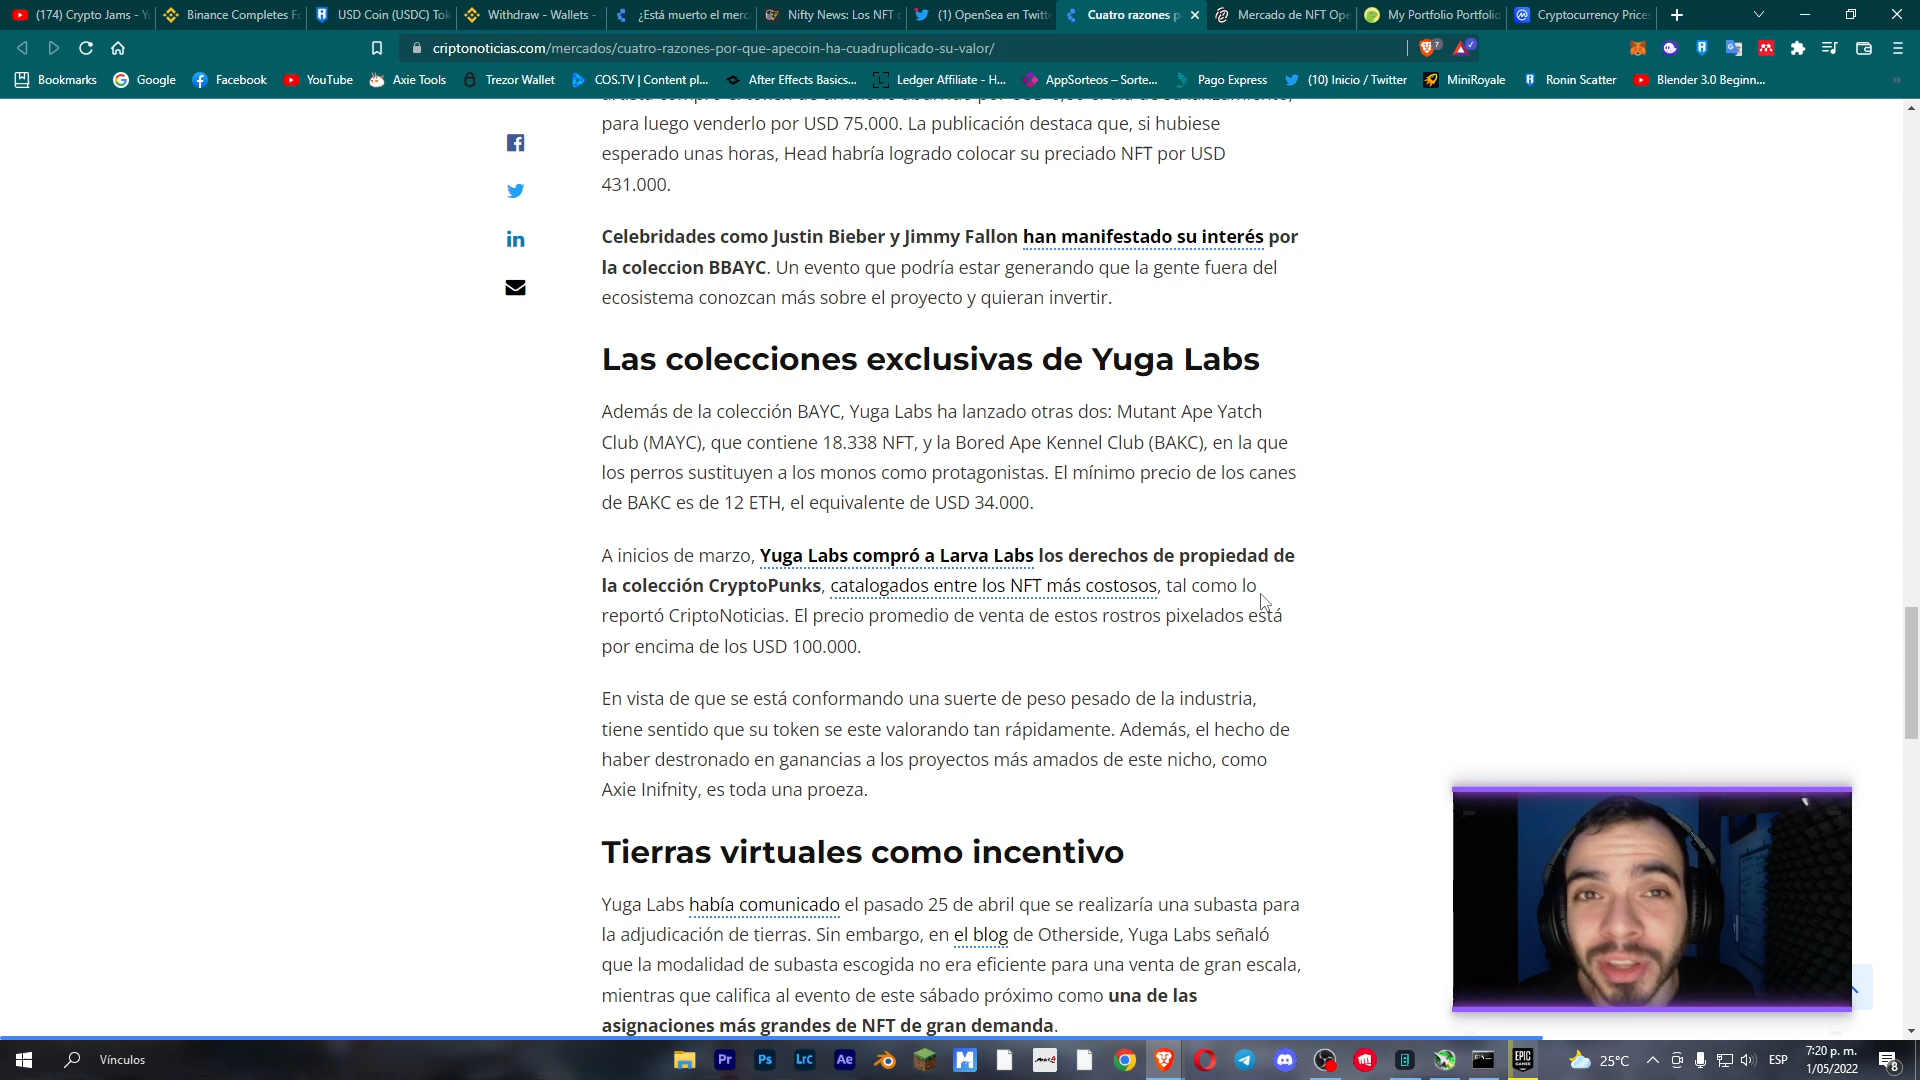 (174) Crypto Jams - Y
Binance Completes F
USD Coin (USDC) Tok
Withdraw - Wallets -
¿Está muerto el merc
Nifty News: Los NFT
(1) OpenSea en Twitt
Cuatro razones p
Mercado de NFT Ope
My Portfolio Portfolio
Cryptocurrency Price
criptonoticias.com/mercados/cuatro-razones-por-que-apecoin-ha-cuadruplicado-su-valor/
Bookmarks
Google
Facebook
YouTube
Axie Tools
Trezor Wallet
COS.TV | Content pl...
After Effects Basics...
Ledger Affiliate - H...
AppSorteos – Sorte...
Pago Express
(10) Inicio / Twitter
MiniRoyale
Ronin Scatter
Blender 3.0 Beginn...
para luego venderlo por USD 75.000. La publicación destaca que, si hubiese
esperado unas horas, Head habría logrado colocar su preciado NFT por USD
431.000.
Celebridades como Justin Bieber y Jimmy Fallon han manifestado su interés por
la coleccion BBAYC. Un evento que podría estar generando que la gente fuera del
ecosistema conozcan más sobre el proyecto y quieran invertir.
Las colecciones exclusivas de Yuga Labs
Además de la colección BAYC, Yuga Labs ha lanzado otras dos: Mutant Ape Yatch
Club (MAYC), que contiene 18.338 NFT, y la Bored Ape Kennel Club (BAKC), en la que
los perros sustituyen a los monos como protagonistas. El mínimo precio de los canes
de BAKC es de 12 ETH, el equivalente de USD 34.000.
A inicios de marzo, Yuga Labs compró a Larva Labs los derechos de propiedad de
la colección CryptoPunks, catalogados entre los NFT más costosos, tal como lo
reportó CriptoNoticias. El precio promedio de venta de estos rostros pixelados está
por encima de los USD 100.000.
En vista de que se está conformando una suerte de peso pesado de la industria,
tiene sentido que su token se este valorando tan rápidamente. Además, el hecho de
haber destronado en ganancias a los proyectos más amados de este nicho, como
Axie Inifnity, es toda una proeza.
Tierras virtuales como incentivo
Yuga Labs había comunicado el pasado 25 de abril que se realizaría una subasta para
la adjudicación de tierras. Sin embargo, en el blog de Otherside, Yuga Labs señaló
que la modalidad de subasta escogida no era eficiente para una venta de gran escala,
mientras que califica al evento de este sábado próximo como una de las
asignaciones más grandes de NFT de gran demanda.
Vínculos
Pr
Ps
LrC
Ae
EPIC GAMES
25°C
ESP
7:20 p. m.
1/05/2022
8